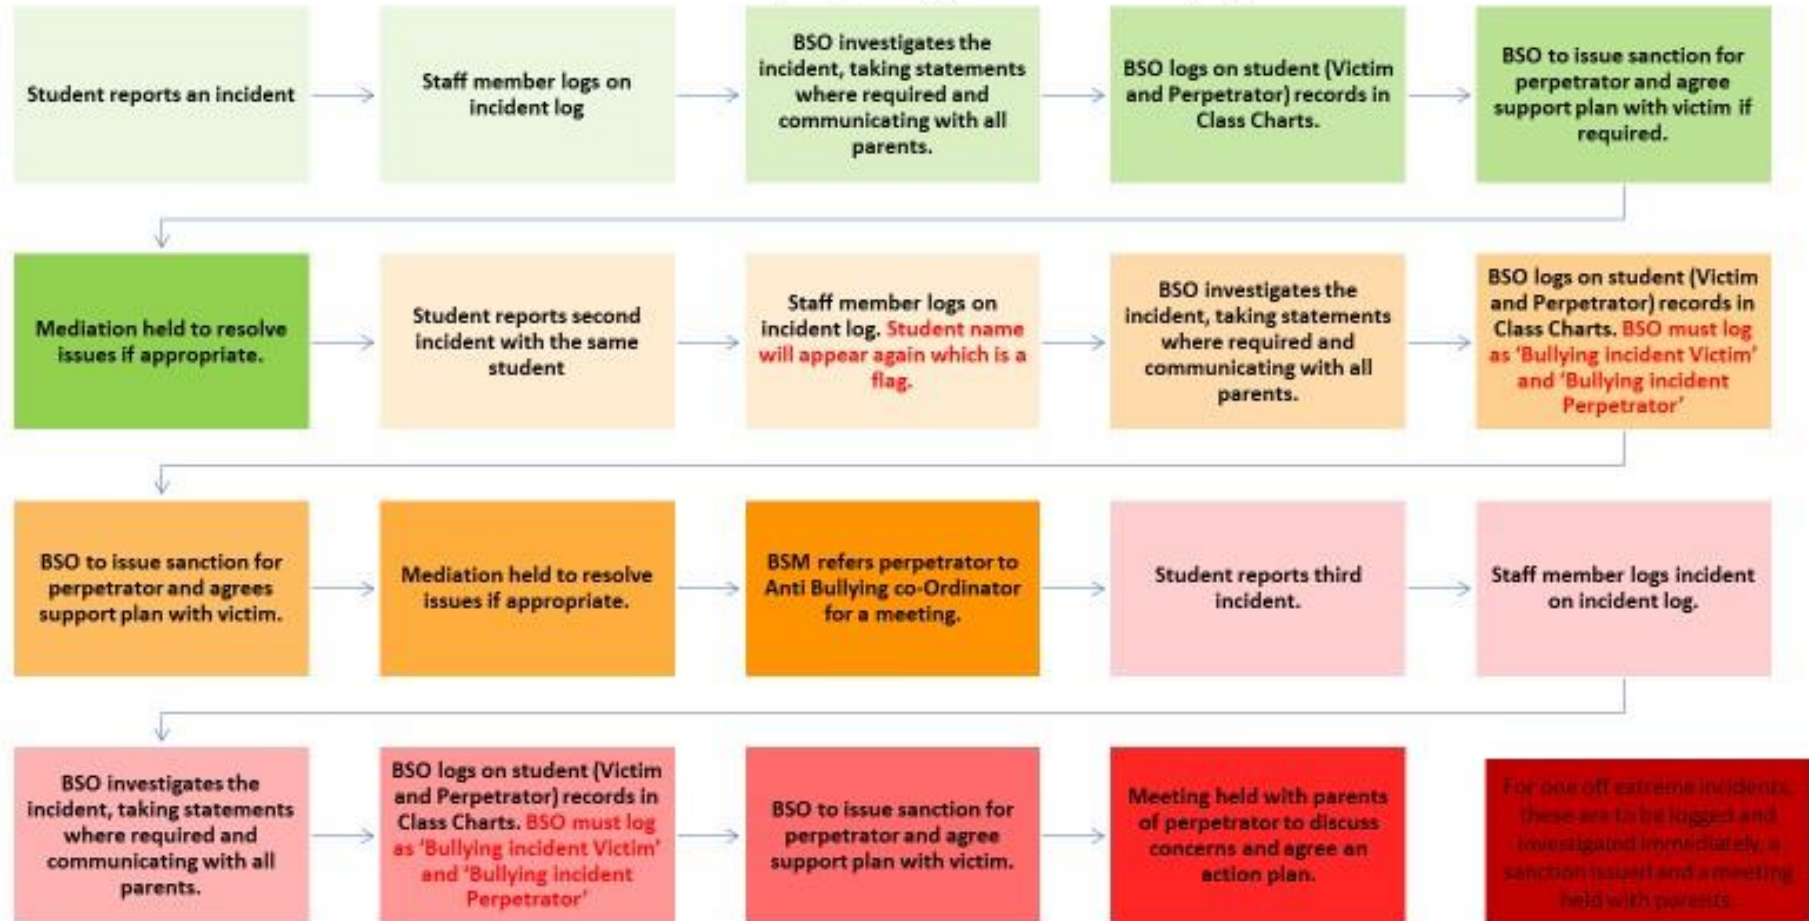 Student reports an incident
Staff member logs on
incident log
BSO investigates the
incident, taking statements
where required and
communicating with all
parents.
BSO logs on student (Victim
and Perpetrator) records in
Class Charts.
BSO to issue sanction for
perpetrator and agree
support plan with victim if
required.
Mediation held to resolve
issues if appropriate.
Student reports second
incident with the same
student
Staff member logs on
incident log. Student name
will appear again which is a
flag.
BSO investigates the
incident, taking statements
where required and
communicating with all
parents.
BSO logs on student (Victim
and Perpetrator) records in
Class Charts. BSO must log
as ‘Bullying incident Victim’
and ‘Bullying incident
Perpetrator’
BSO to issue sanction for
perpetrator and agrees
support plan with victim.
Mediation held to resolve
issues if appropriate.
BSM refers perpetrator to
Anti Bullying co-Ordinator
for a meeting.
Student reports third
incident.
Staff member logs incident
on incident log.
BSO investigates the
incident, taking statements
where required and
communicating with all
parents.
BSO logs on student (Victim
and Perpetrator) records in
Class Charts. BSO must log
as ‘Bullying incident Victim’
and ‘Bullying incident
Perpetrator’
BSO to issue sanction for
perpetrator and agree
support plan with victim.
Meeting held with parents
of perpetrator to discuss
concerns and agree an
action plan.
For one off extreme incidents,
these are to be logged and
investigated immediately, a
sanction issued and a meeting
held with parents.